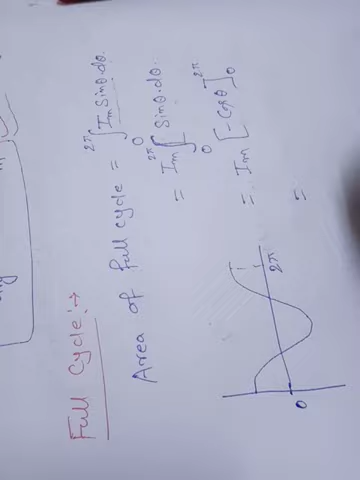 Full Cycle :→
Area of full cycle = ∫₀^2π Im Sinθ.dθ.
= Im ∫₀^2π Sinθ.dθ.
= Im [-Cosθ]₀^2π
=
0
2π